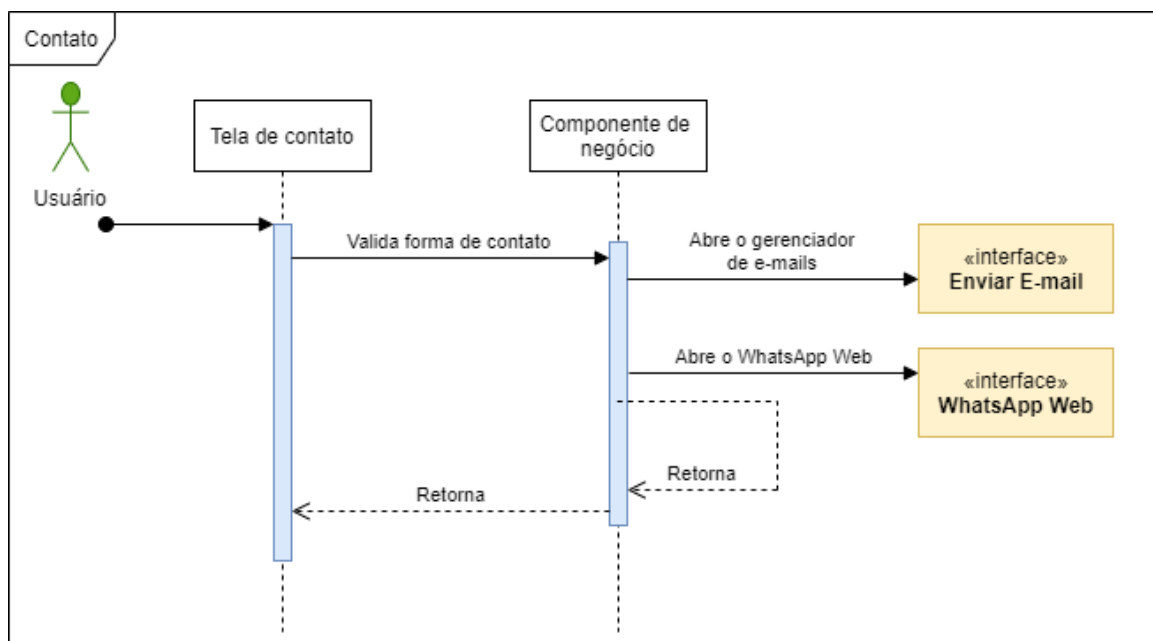 Contato
Usuário
Tela de contato
Componente de
negócio
Valida forma de contato
Abre o gerenciador
de e-mails
«interface»
Enviar E-mail
Abre o WhatsApp Web
«interface»
WhatsApp Web
Retorna
Retorna